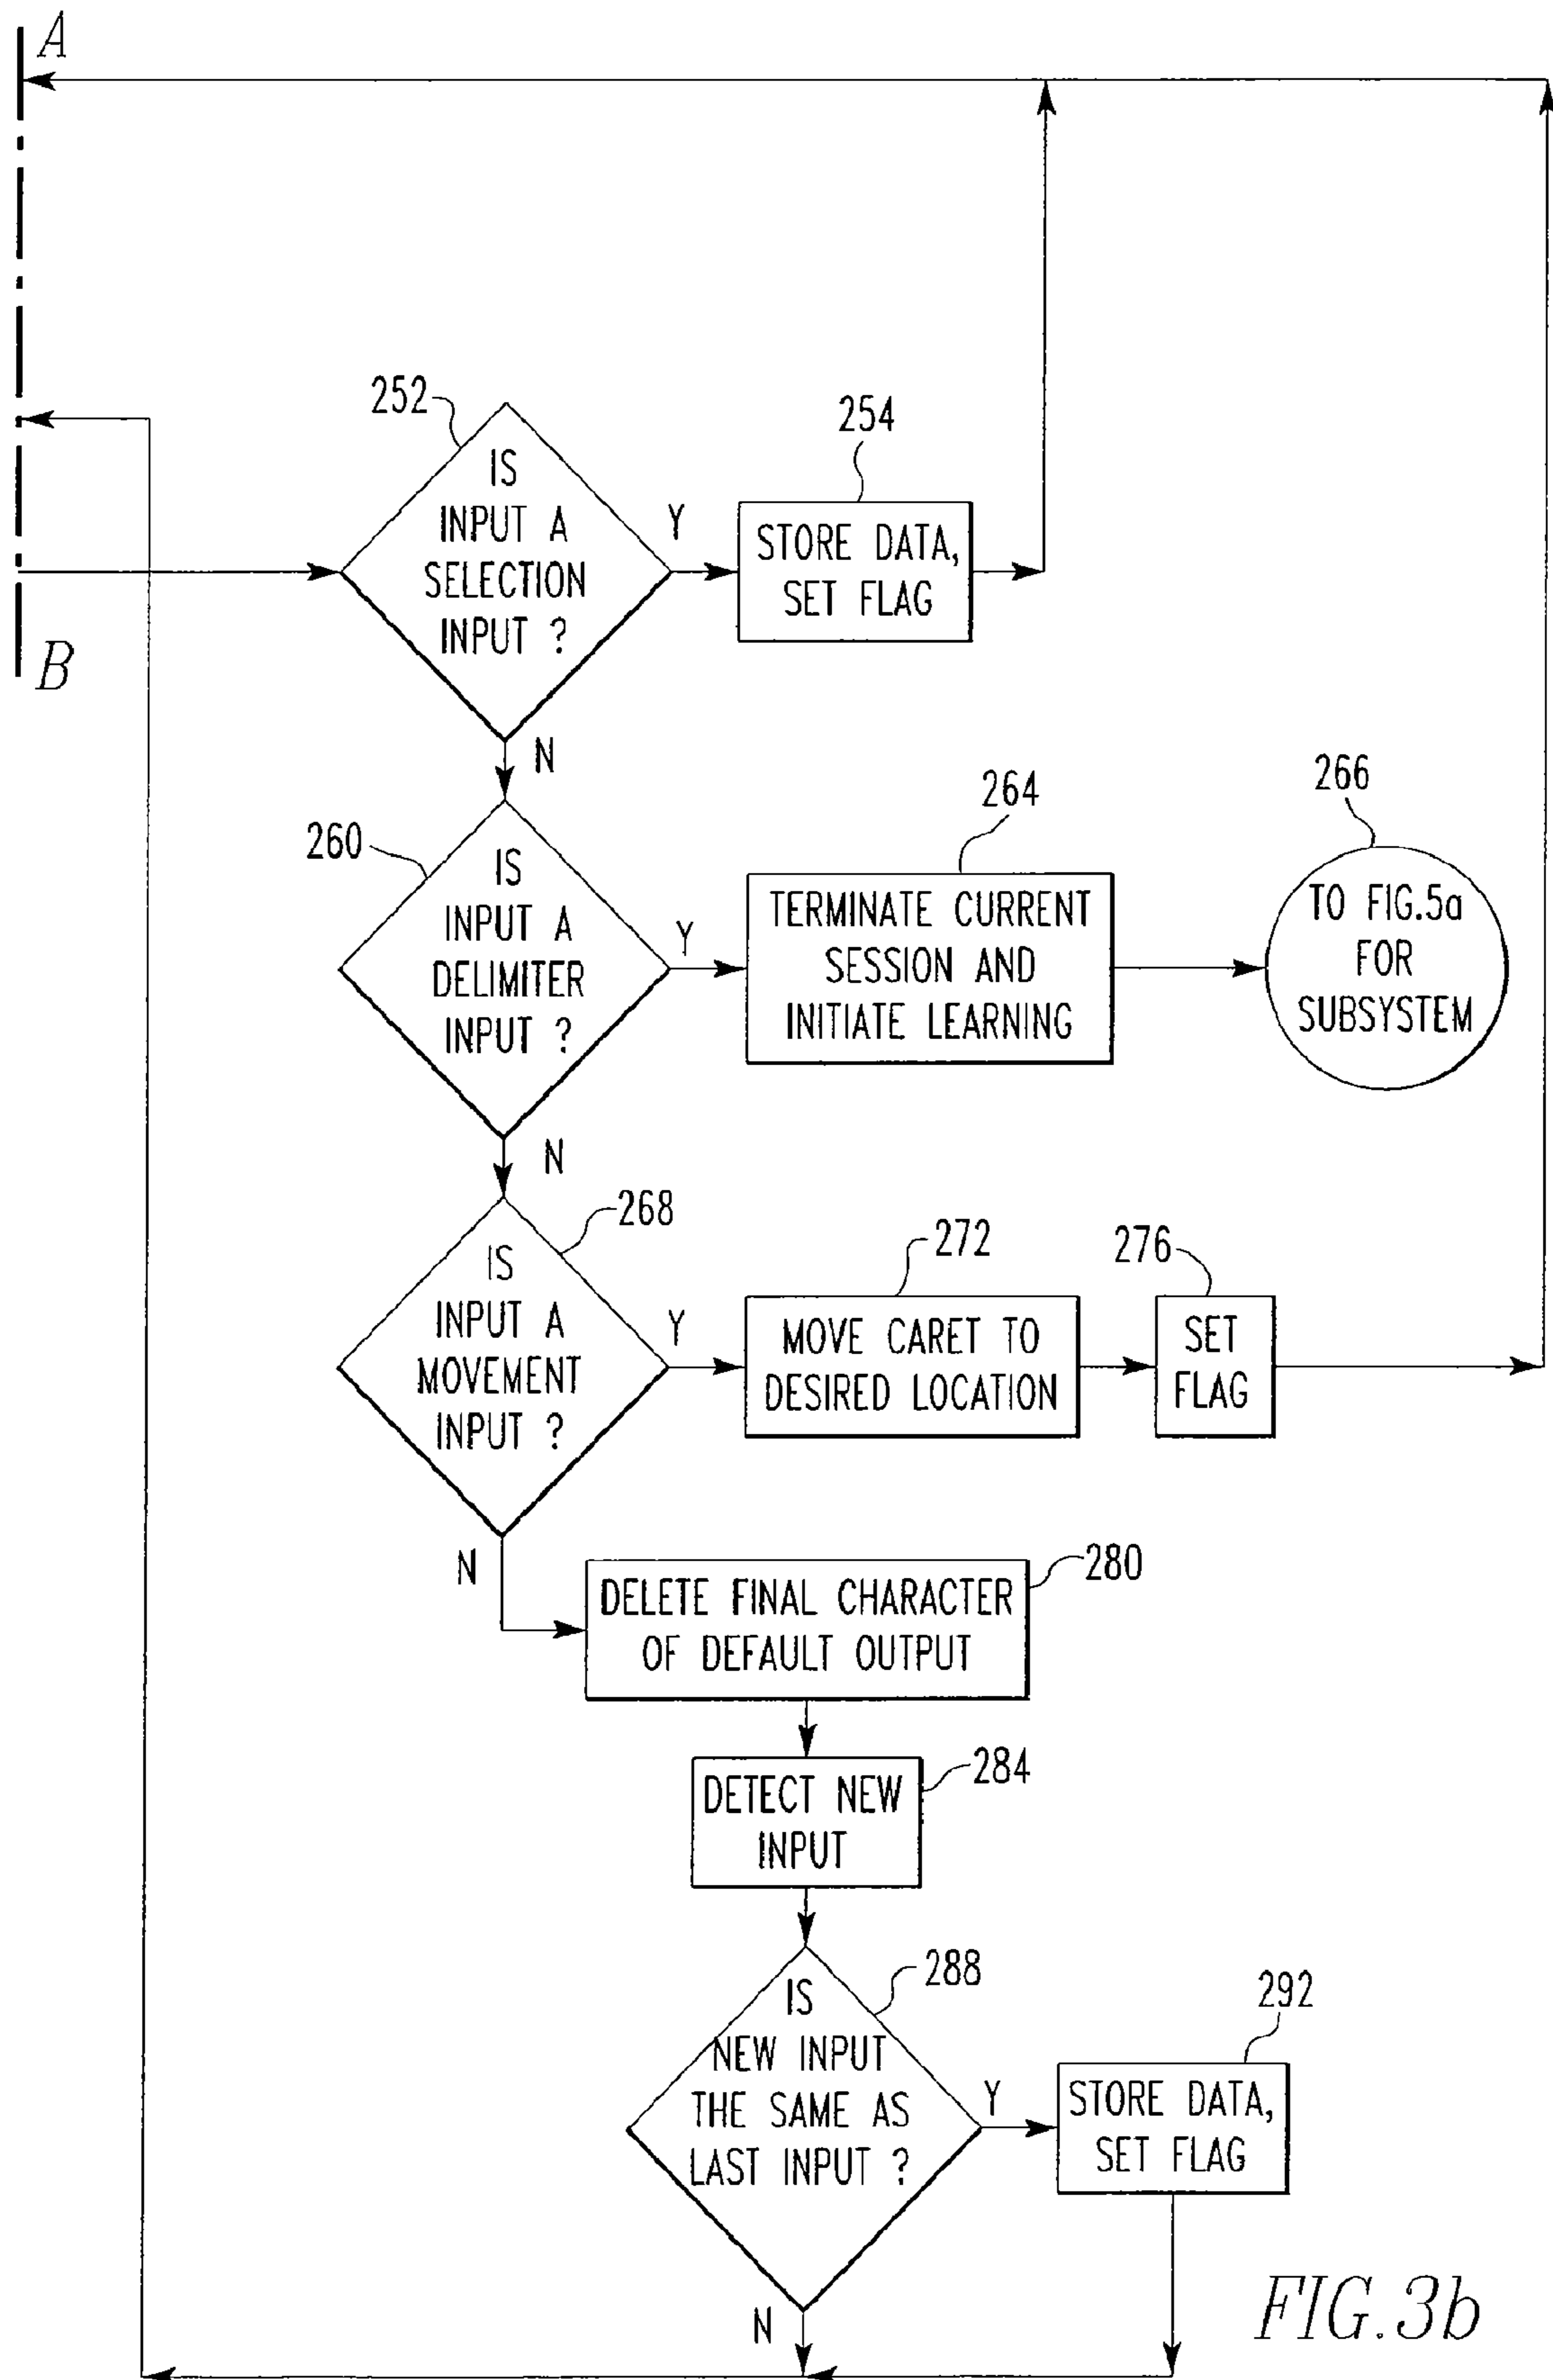 A
252
IS
INPUT A
SELECTION
INPUT ?
Y
254
STORE DATA,
SET FLAG
B
N
260
IS
INPUT A
DELIMITER
INPUT ?
Y
264
TERMINATE CURRENT
SESSION AND
INITIATE LEARNING
266
TO FIG.5a
FOR
SUBSYSTEM
N
268
IS
INPUT A
MOVEMENT
INPUT ?
Y
272
MOVE CARET TO
DESIRED LOCATION
276
SET
FLAG
N
280
DELETE FINAL CHARACTER
OF DEFAULT OUTPUT
284
DETECT NEW
INPUT
288
IS
NEW INPUT
THE SAME AS
LAST INPUT ?
Y
292
STORE DATA,
SET FLAG
N
FIG.3b